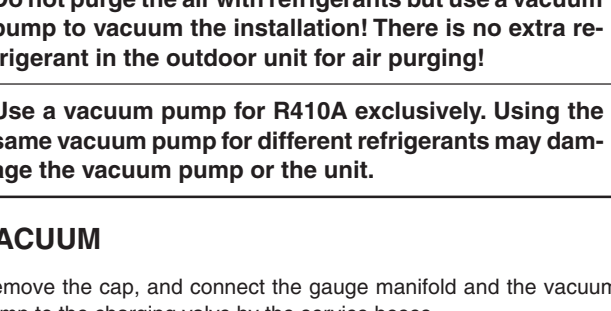 Do not purge the air with refrigerants but use a vacuum
pump to vacuum the installation! There is no extra re-
frigerant in the outdoor unit for air purging!
Use a vacuum pump for R410A exclusively. Using the
same vacuum pump for different refrigerants may dam-
age the vacuum pump or the unit.
ACUUM
emove the cap, and connect the gauge manifold and the vacuum
mp to the charging valve by the service hoses.